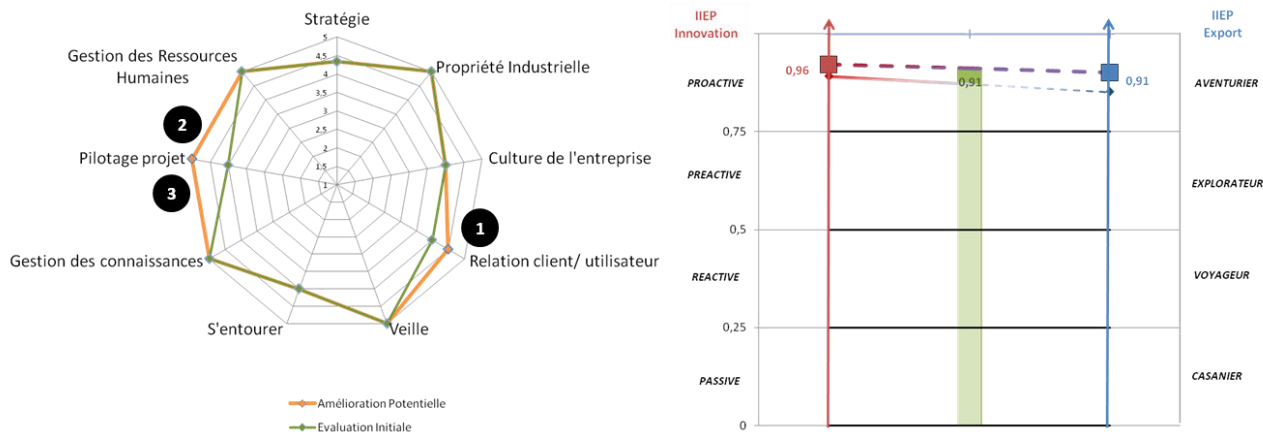 Stratégie
5
4,5
4
3,5
3
2,5
2
1,5
1
Gestion des Ressources
Humaines
Propriété Industrielle
2
Pilotage projet
3
Culture de l'entreprise
1
Gestion des connaissances
Relation client/ utilisateur
S'entourer
Veille
Amélioration Potentielle
Evaluation Initiale
IIEP
Innovation
IIEP
Export
0,96
0,91
0,91
PROACTIVE
AVENTURIER
0,75
PREACTIVE
EXPLORATEUR
0,5
REACTIVE
VOYAGEUR
0,25
PASSIVE
CASANIER
0